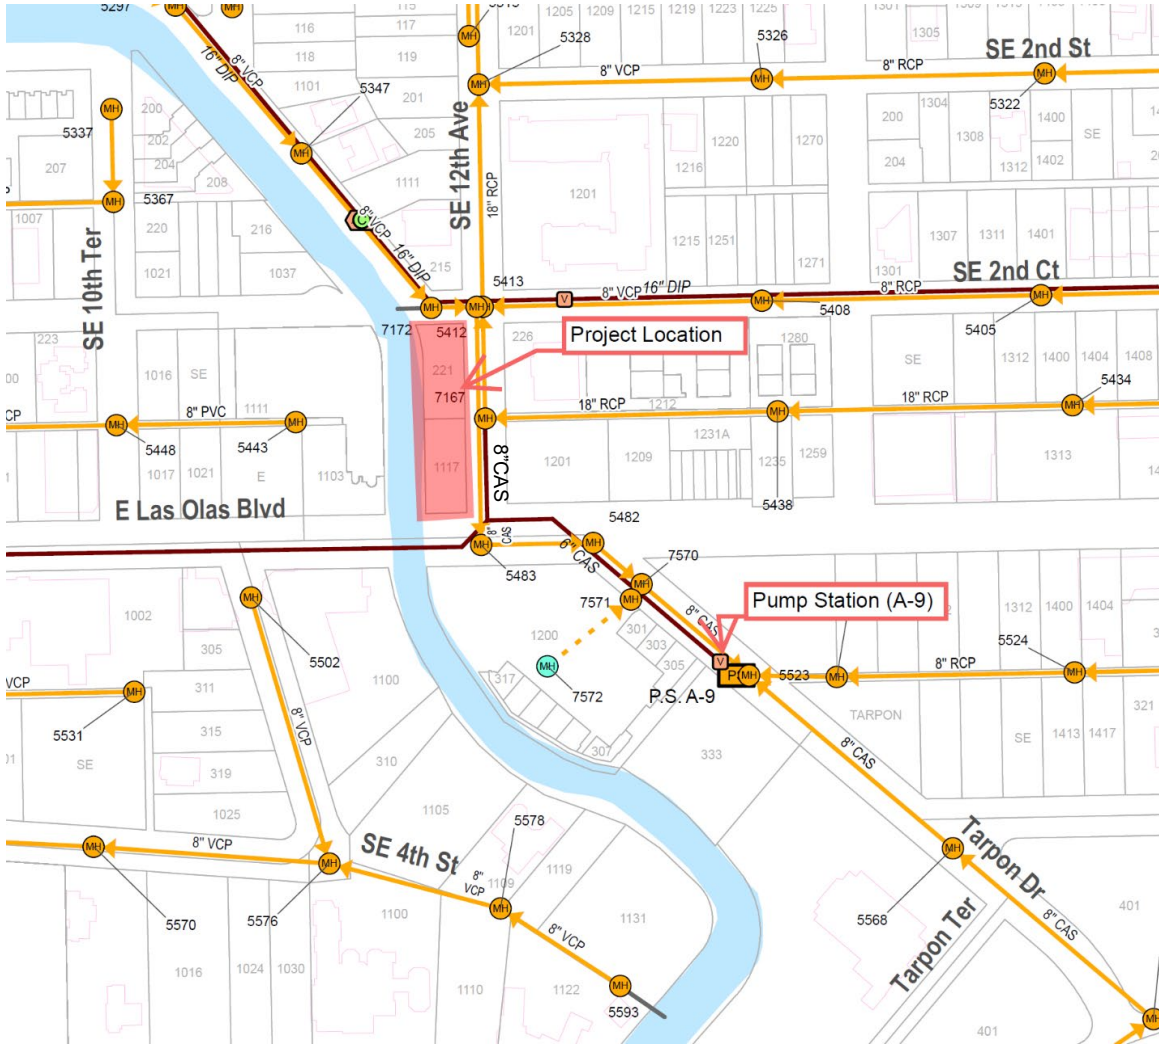 5297
115
117
116
118
119
1101
201
205
1111
215
8" VCP
16" DIP
5347
8" VCP
16" DIP
MH
5315
1201
1205
1209
1215
1219
1223
1225
5328
5326
8" VCP
8" RCP
SE 2nd St
5322
1301
1305
200
204
1304
1308
1312
1400
1402
SE
SE 12th Ave
18" RCP
1201
1216
1220
1270
1215
1251
1271
1301
1307
1311
1401
SE 2nd Ct
5337
5367
207
200
202
204
208
1007
220
216
1021
1037
SE 10th Ter
5413
8" VCP
16" DIP
8" RCP
V
5408
5405
7172
5412
Project Location
221
7167
226
1280
1212
SE
1312
1400
1404
1408
5434
18" RCP
18" RCP
223
1016
SE
1111
8" PVC
5448
5443
1017
1021
E
1103
1117
8"CAS
1201
1209
1231A
1235
1259
5438
1313
E Las Olas Blvd
8"
CAS
5482
5483
6" CAS
7570
7571
8" CAS
Pump Station (A-9)
1312
1400
1404
5524
8" RCP
5523
V
P.S. A-9
1002
305
5502
1100
1200
7572
301
303
305
317
307
311
315
319
1025
5531
SE
8" VCP
VCP
310
1105
333
TARPON
SE
1413
1417
321
8" CAS
Tarpon Dr
5568
Tarpon Ter
8" CAS
401
401
8" VCP
5570
5576
SE 4th St
8"
VCP
1109
5578
1119
1131
1100
1016
1024
1030
1110
1122
8" VCP
5593